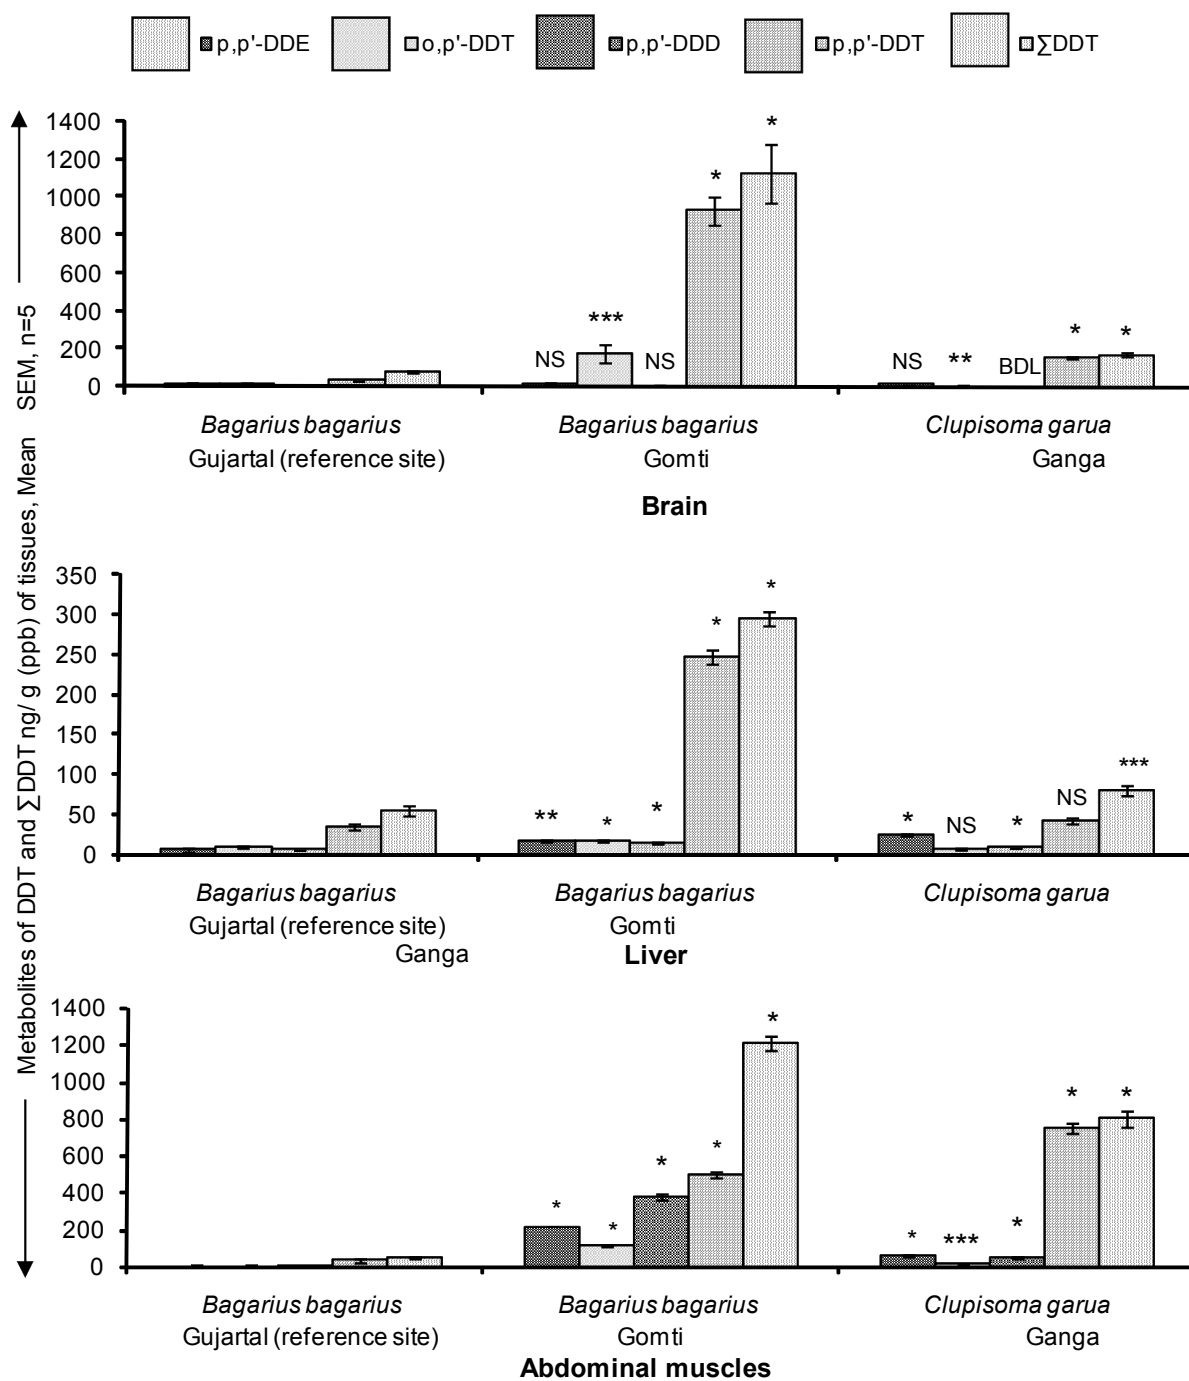 p,p'-DDE o,p'-DDT p,p'-DDD p,p'-DDT ∑DDT
Metabolites of DDT and ∑DDT ng/ g (ppb) of tissues, Mean SEM, n=5
1400
1200
1000
800
600
400
200
0
NS *** NS * *
NS ** BDL * *
Bagarius bagarius Bagarius bagarius Clupisoma garua
Gujartal (reference site) Gomti Ganga
Brain
350
300
250
200
150
100
50
0
** * * * *
* NS * NS ***
Bagarius bagarius Bagarius bagarius Clupisoma garua
Gujartal (reference site) Gomti
Ganga Liver
1400
1200
1000
800
600
400
200
0
* * * * *
* *** * * *
Bagarius bagarius Bagarius bagarius Clupisoma garua
Gujartal (reference site) Gomti Ganga
Abdominal muscles